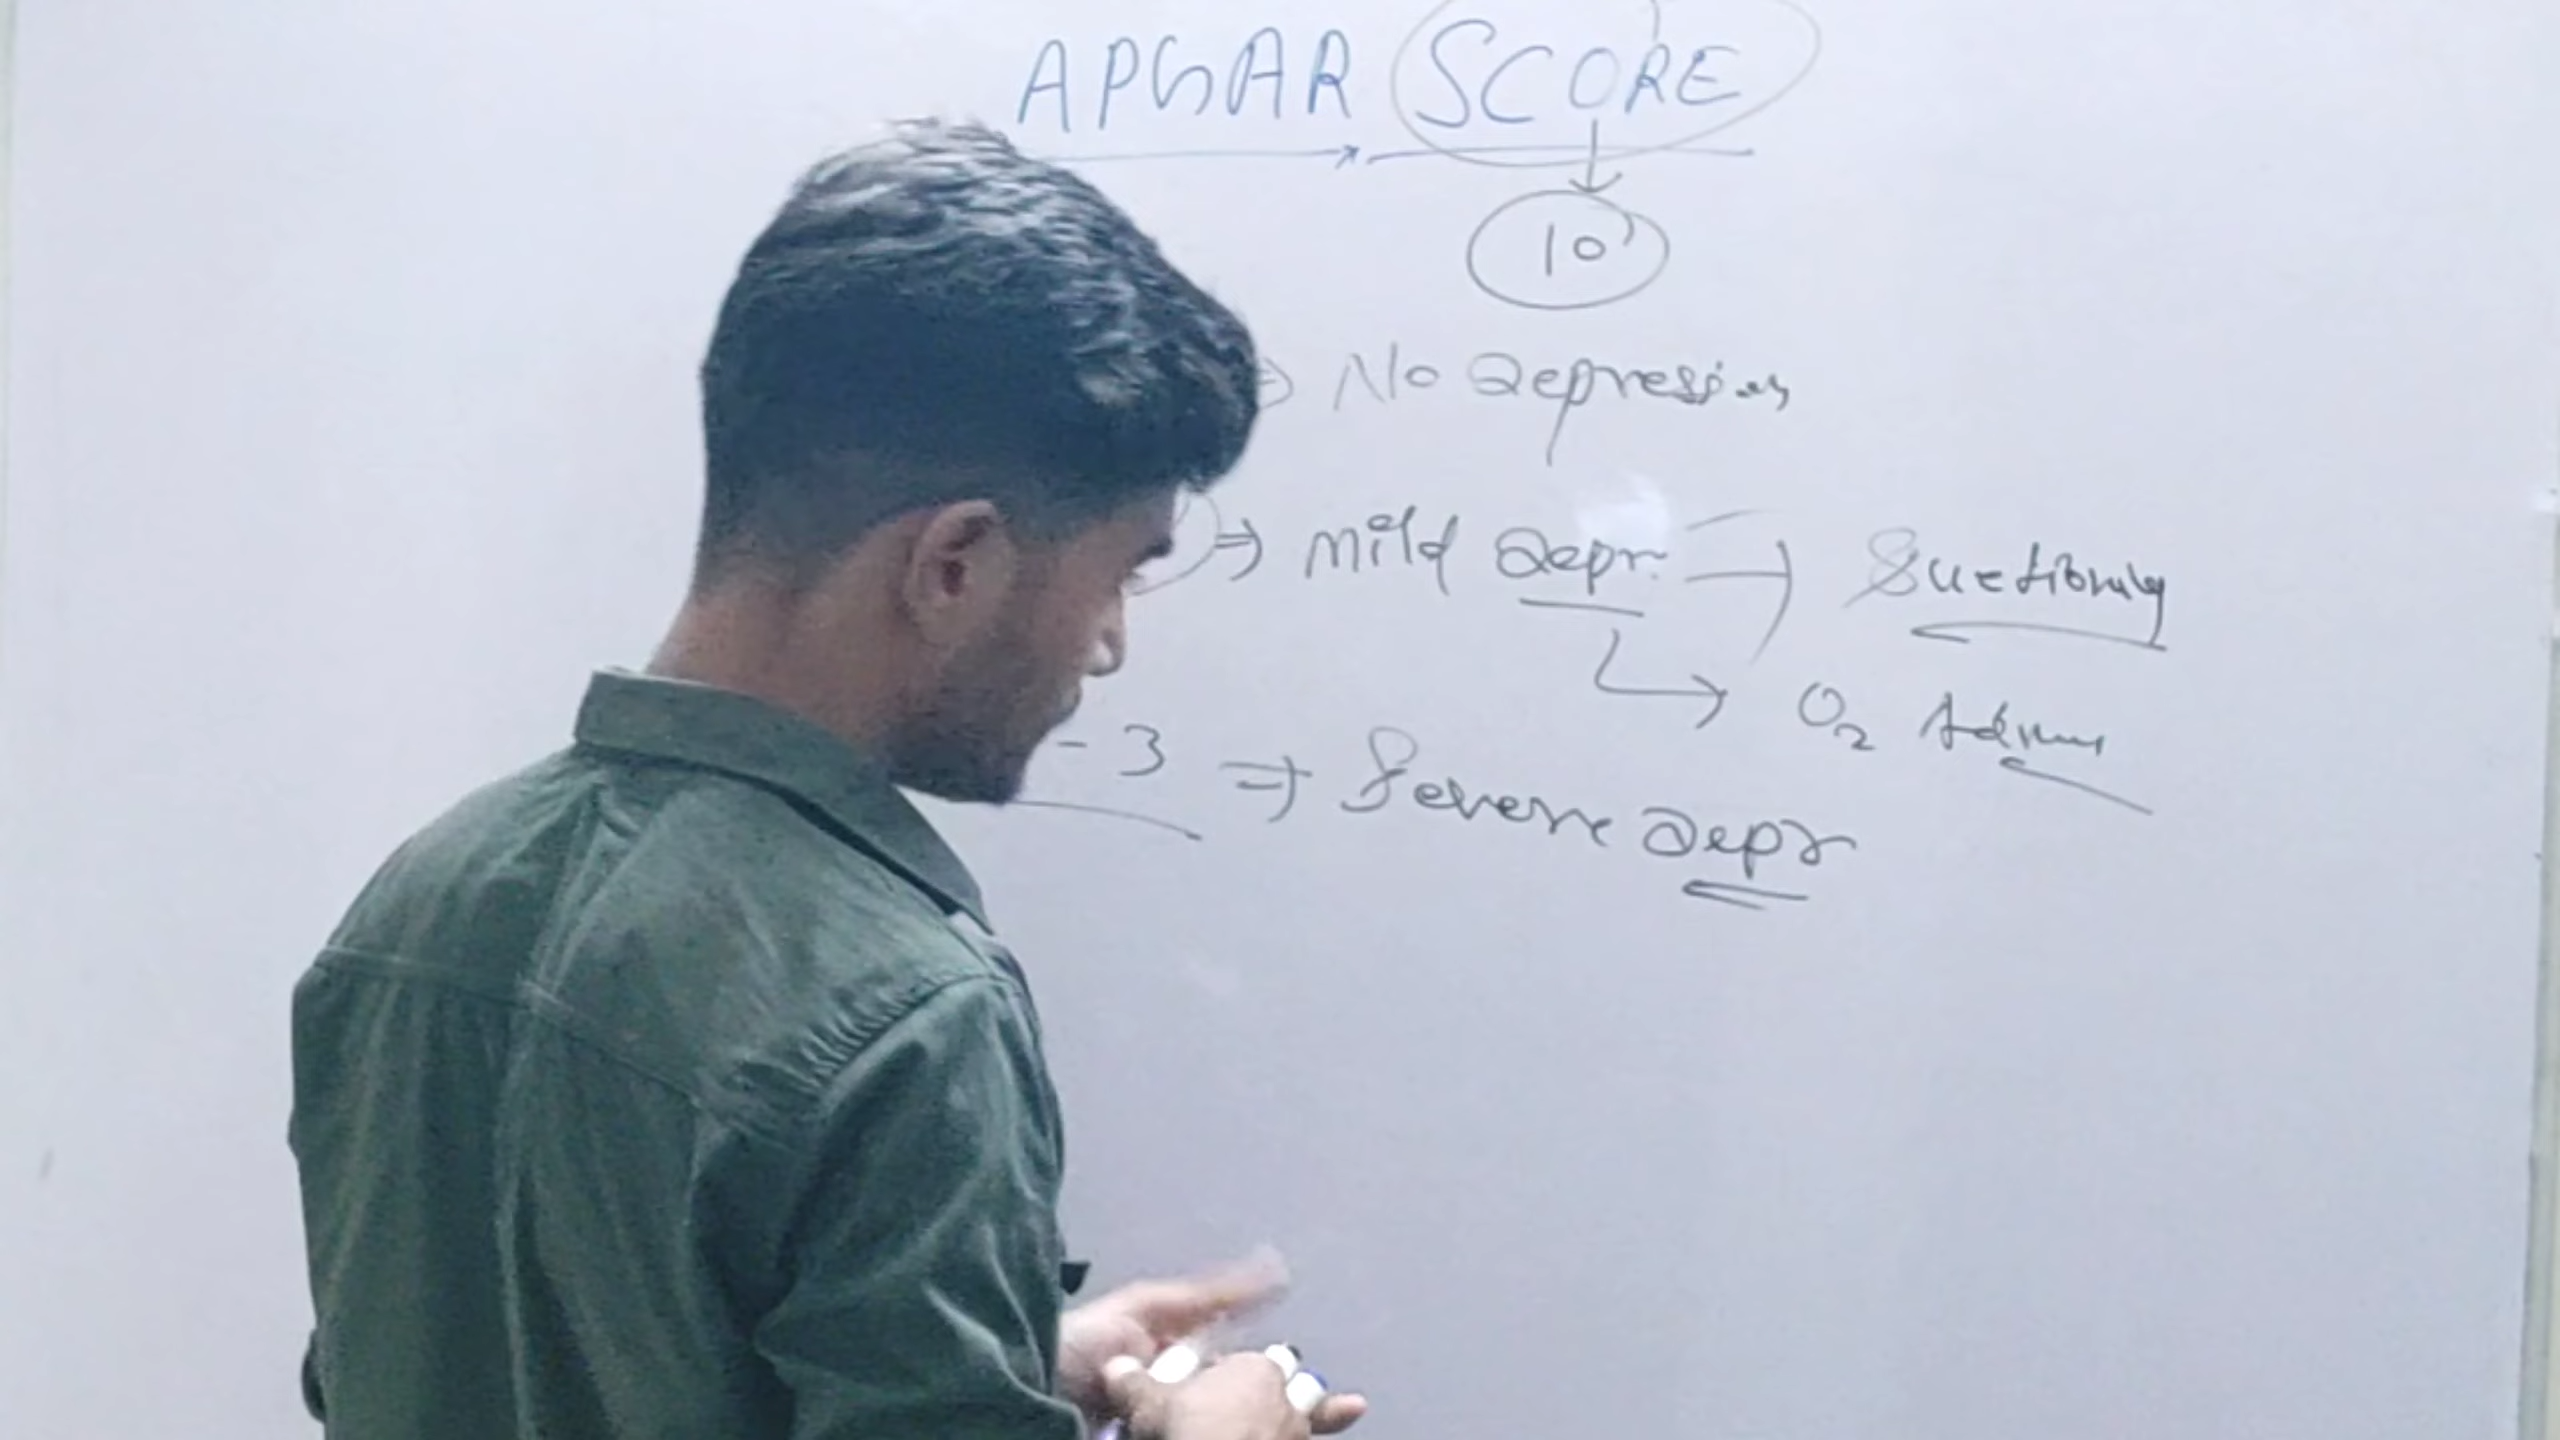 APGAR SCORE
10
⇒ No Depression
⇒ Mild Depr. → Suctioning
O2 Admn
- 3 ⇒ Severe Depr